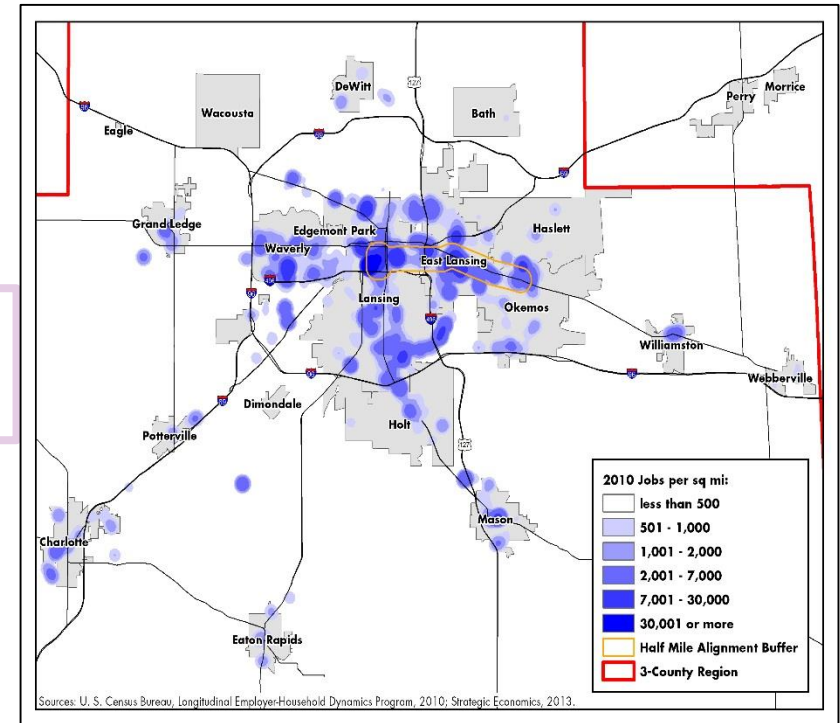 DeWitt
127
Wacousta
Bath
Perry
Morrice
Eagle
Grand Ledge
Edgemont Park
Haslett
Waverly
East Lansing
Lansing
Okemos
Williamston
Webberville
Dimondale
Potterville
Holt
127
Mason
Charlotte
Eaton Rapids
2010 Jobs per sq mi:
less than 500
501 - 1,000
1,001 - 2,000
2,001 - 7,000
7,001 - 30,000
30,001 or more
Half Mile Alignment Buffer
3-County Region
Sources: U. S. Census Bureau, Longitudinal Employer-Household Dynamics Program, 2010; Strategic Economics, 2013.